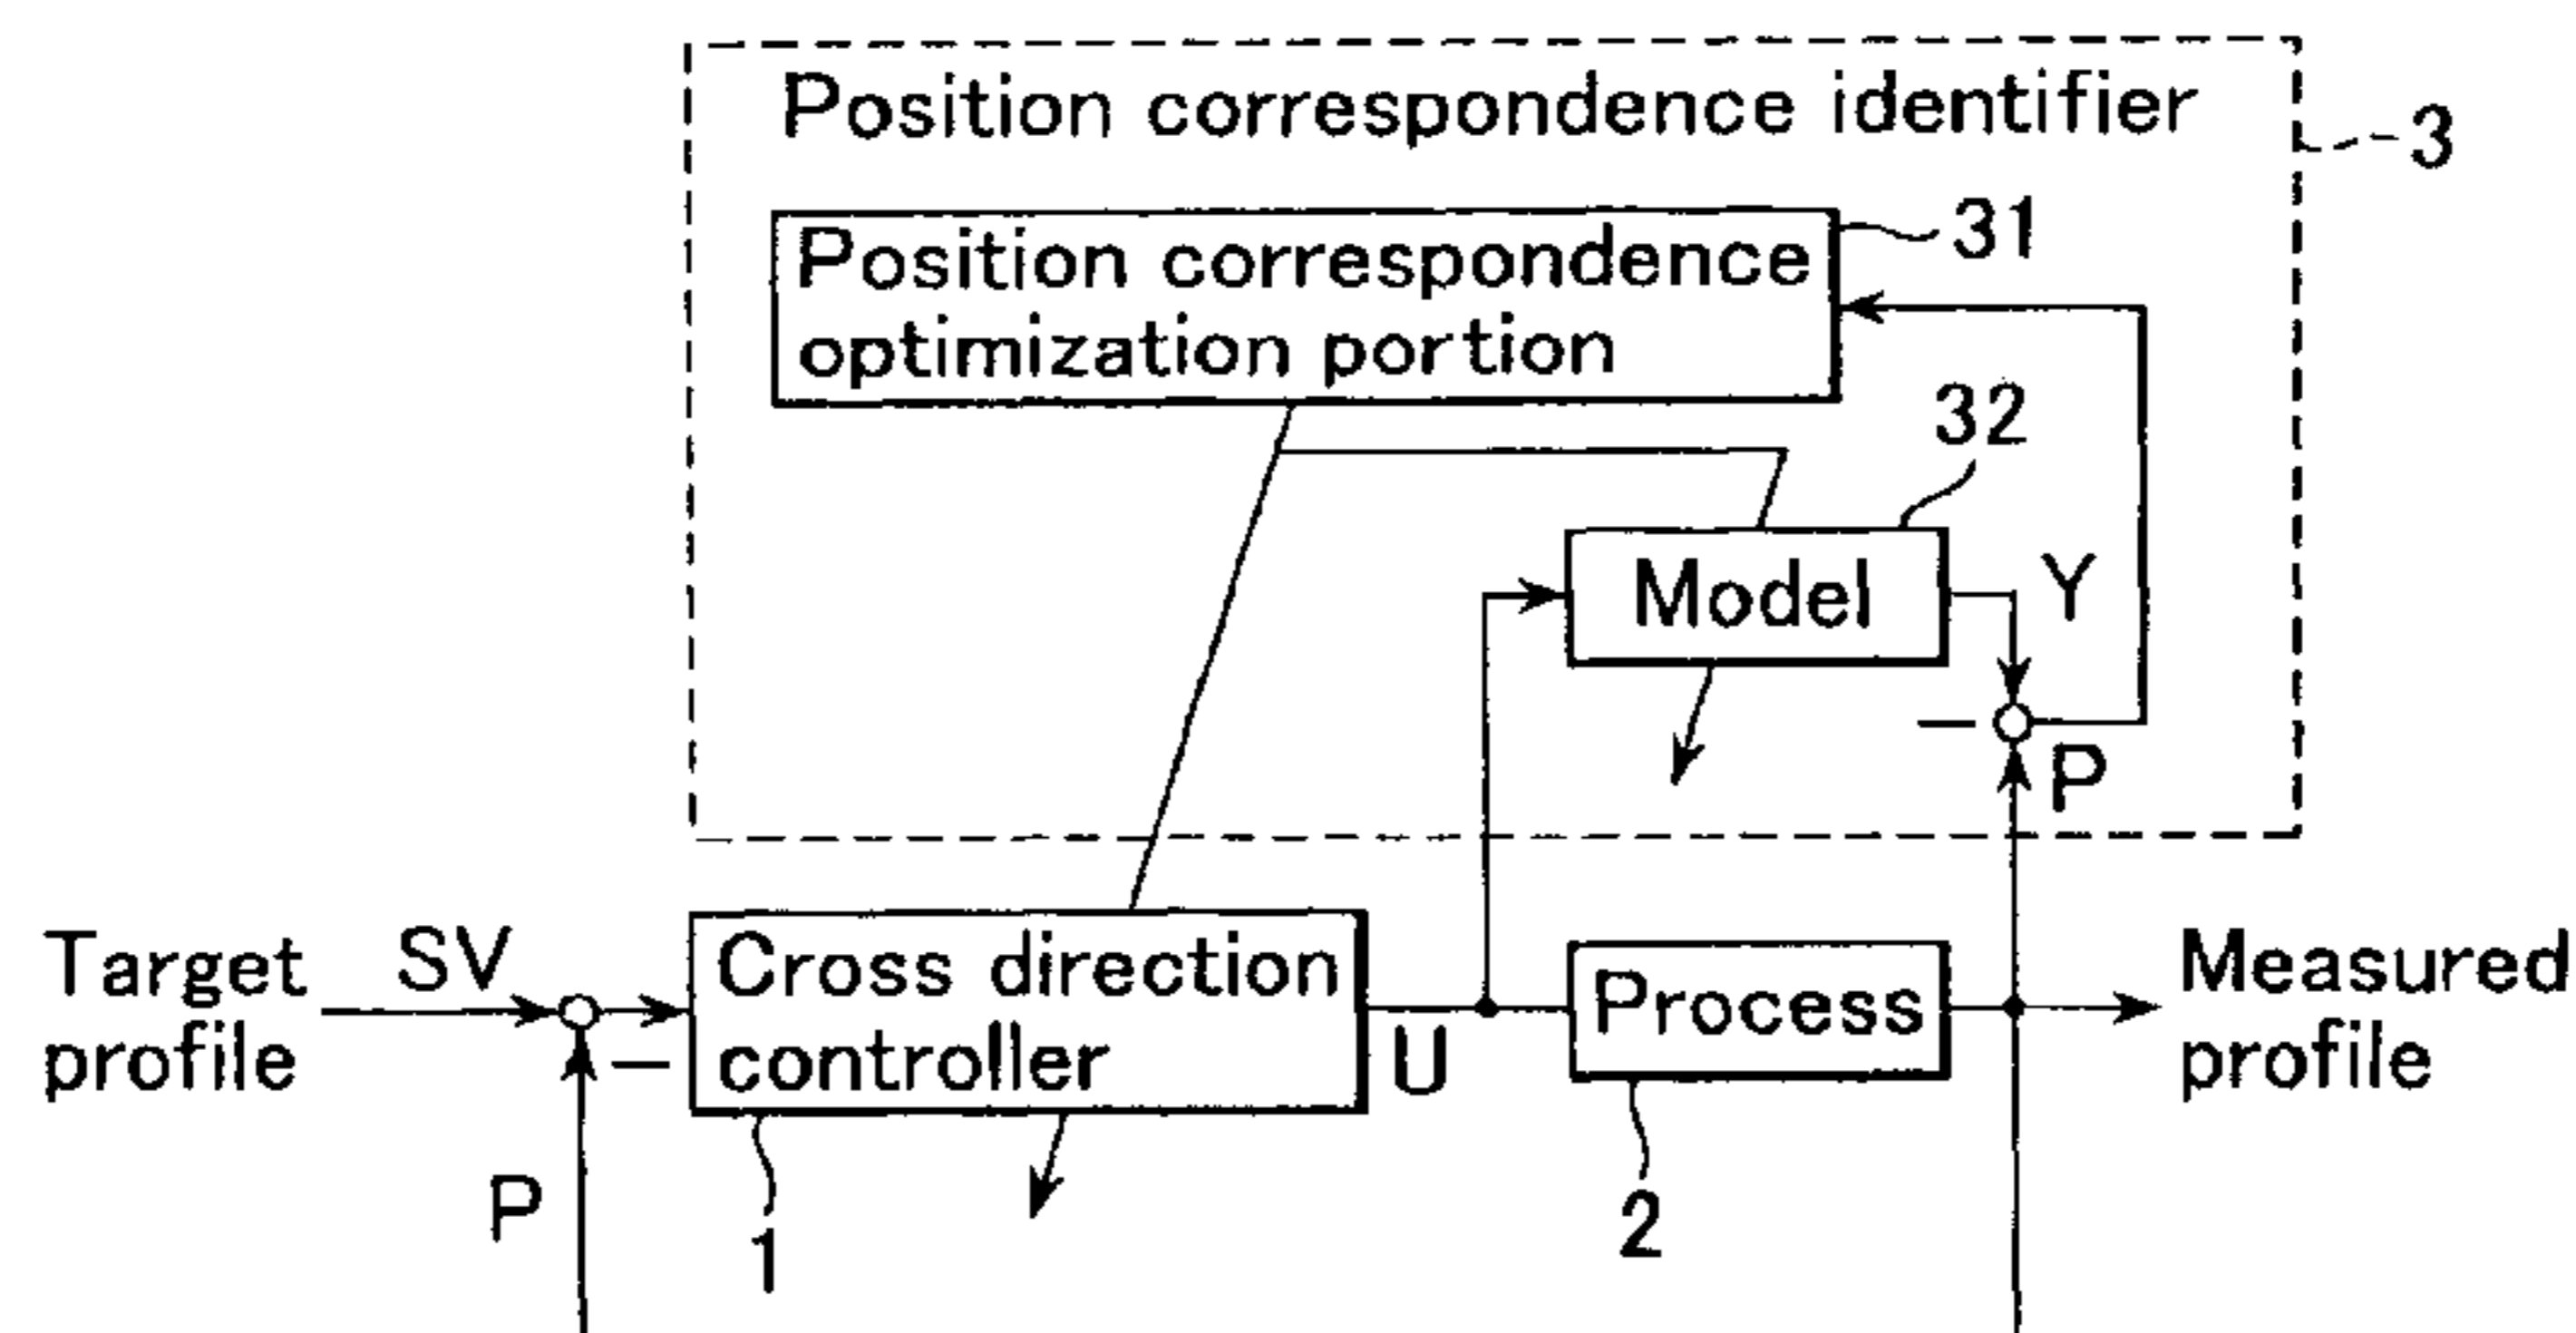 Position correspondence identifier
3
Position correspondence
optimization portion
31
32
Model
Y
−
P
Target
profile
SV
−
P
Cross direction
controller
1
U
Process
2
Measured
profile